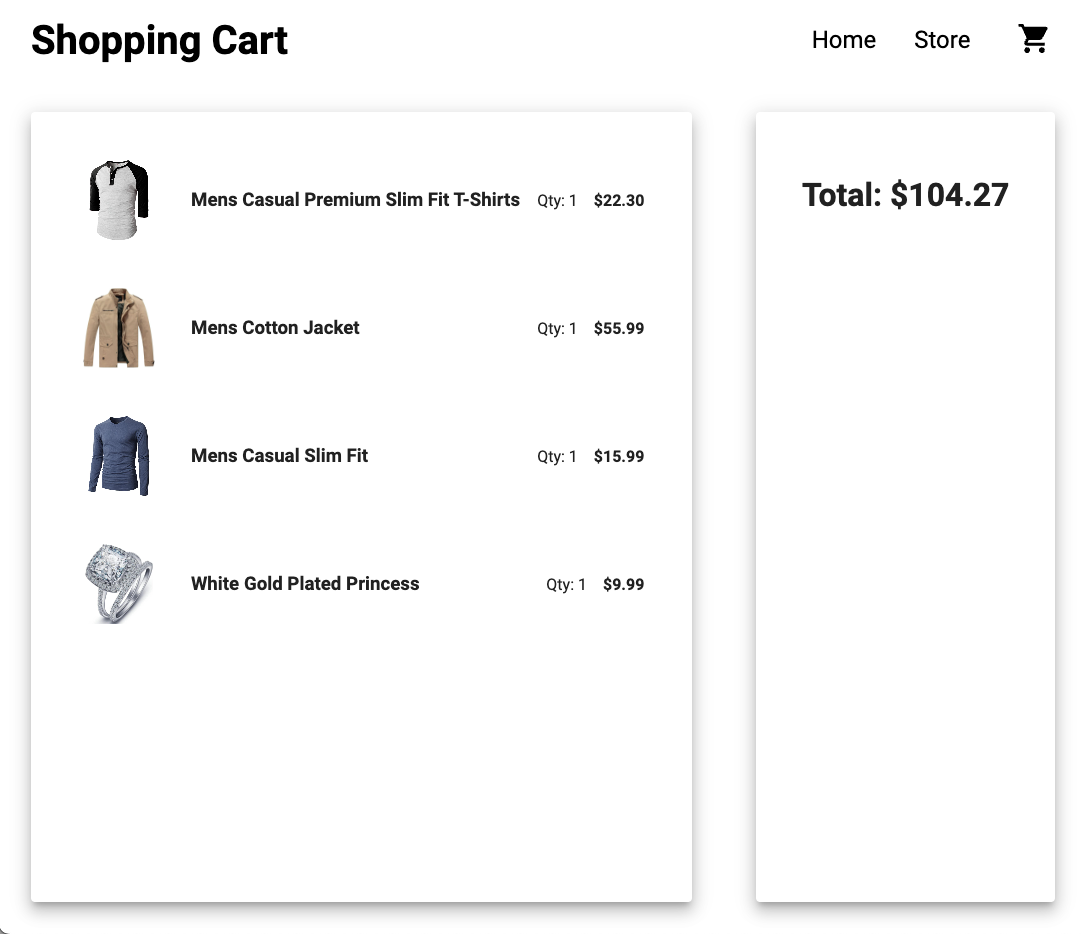 Shopping Cart
Home Store
Mens Casual Premium Slim Fit T-Shirts Qty: 1 $22.30
Mens Cotton Jacket Qty: 1 $55.99
Mens Casual Slim Fit Qty: 1 $15.99
White Gold Plated Princess Qty: 1 $9.99
Total: $104.27